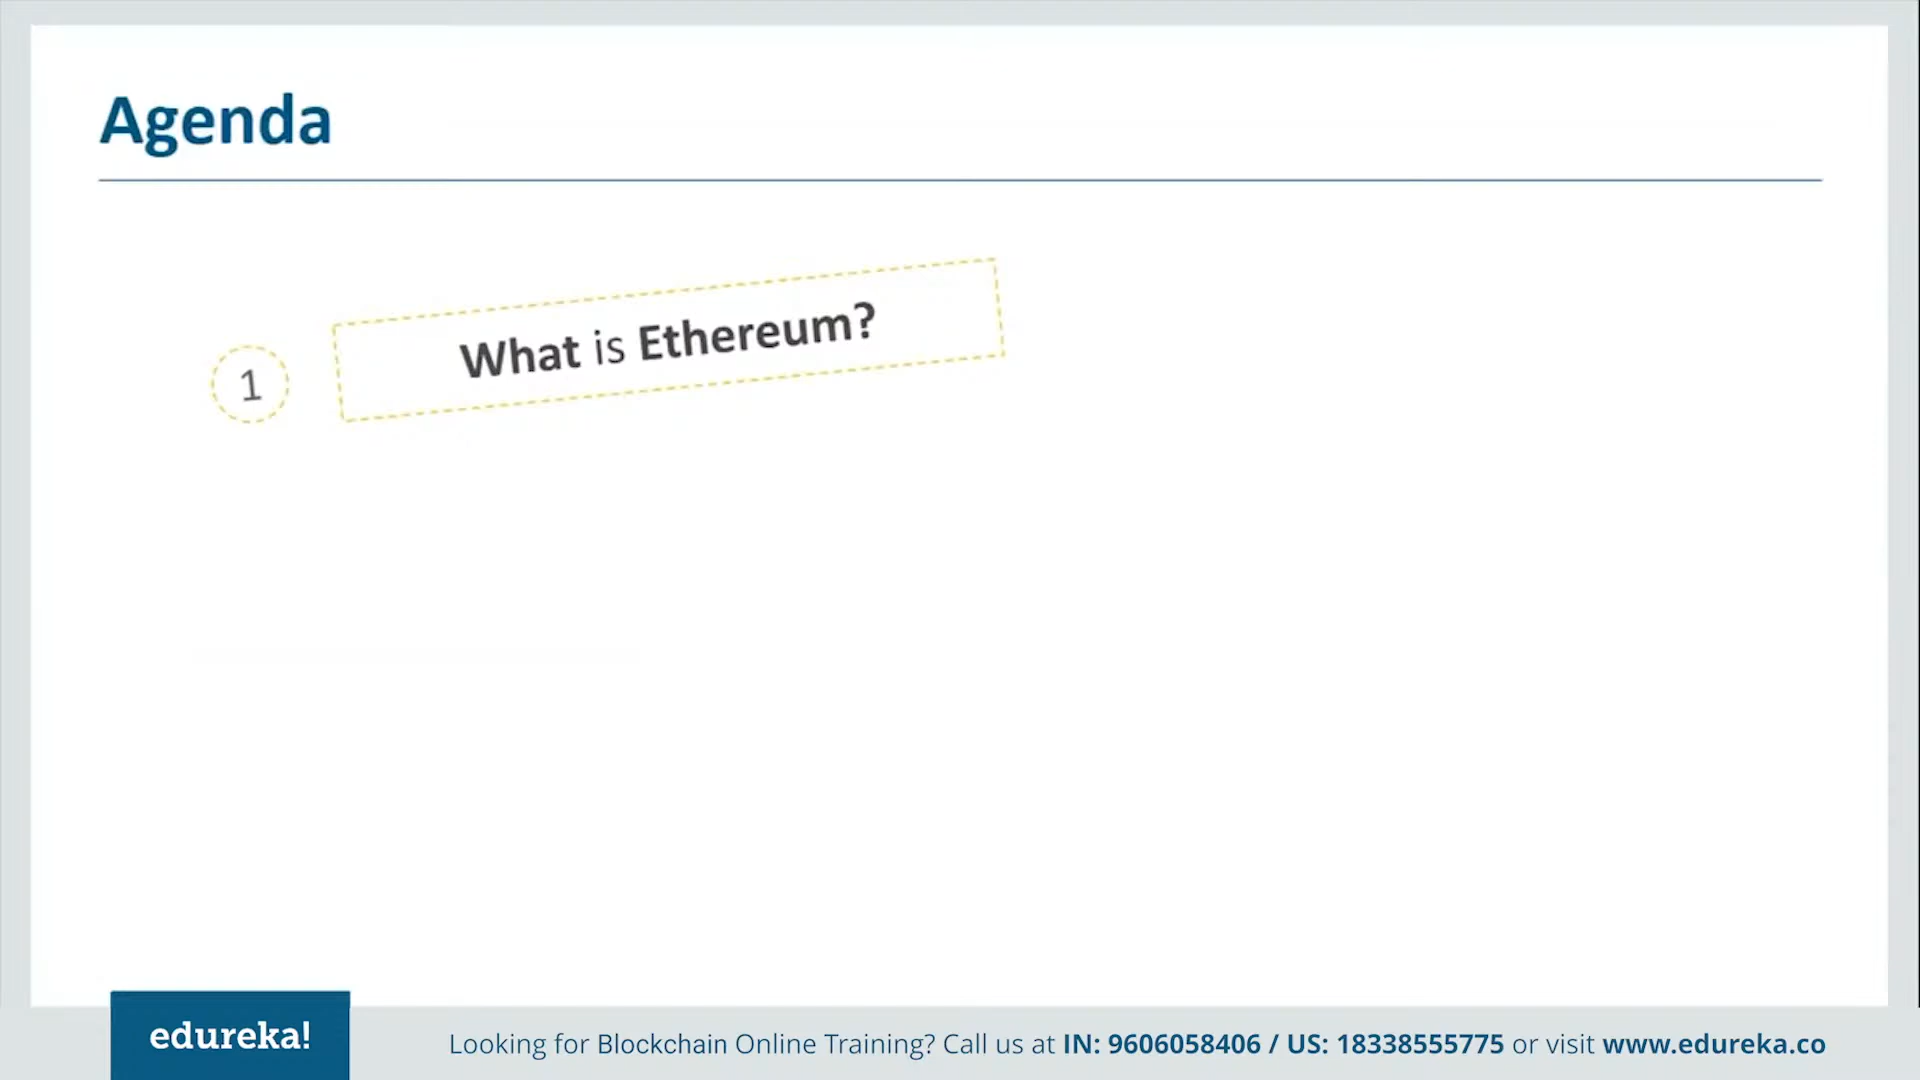 Agenda
1
What is Ethereum?
edureka!
Looking for Blockchain Online Training? Call us at IN: 9606058406 / US: 18338555775 or visit www.edureka.co